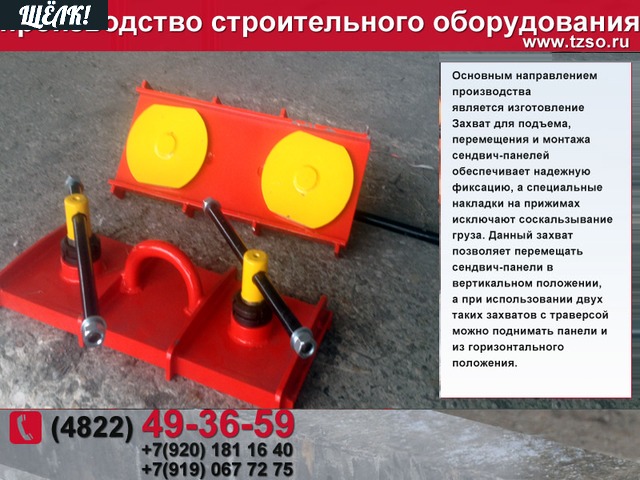 ЩЁЛК!
производство строительного оборудования
www.tzso.ru
Основным направлением
производства
является изготовление
Захват для подъема,
перемещения и монтажа
сендвич-панелей
обеспечивает надежную
фиксацию, а специальные
накладки на прижимах
исключают соскальзывание
груза. Данный захват
позволяет перемещать
сендвич-панели в
вертикальном положении,
а при использовании двух
таких захватов с траверсой
можно поднимать панели и
из горизонтального
положения.
(4822) 49-36-59
+7(920) 181 16 40
+7(919) 067 72 75